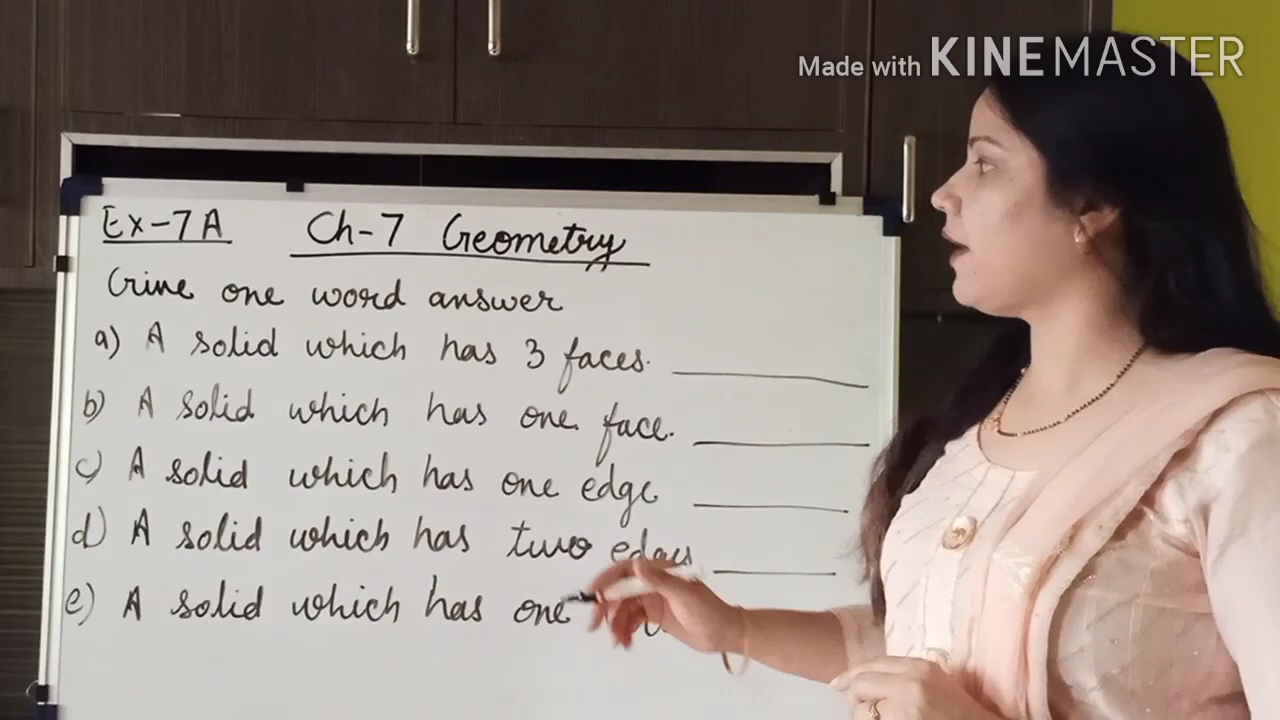 Made with KINEMASTER
Ex-7A Ch-7 Geometry
Give one word answer
a) A solid which has 3 faces.
b) A solid which has one face.
c) A solid which has one edge
d) A solid which has two edges
e) A solid which has one